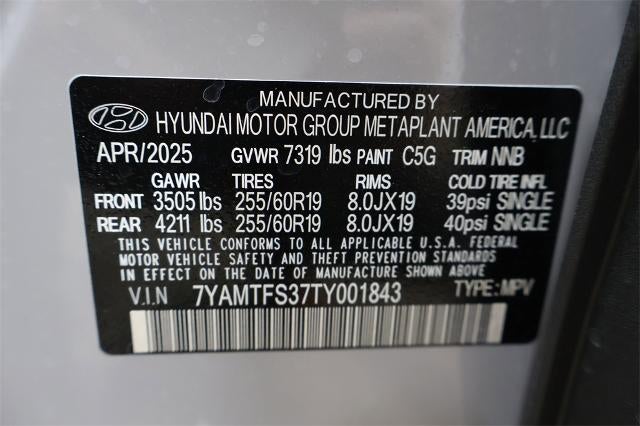 MANUFACTURED BY
HYUNDAI MOTOR GROUP METAPLANT AMERICA, LLC
APR/2025 GVWR 7319 lbs PAINT C5G TRIM NNB
GAWR TIRES RIMS COLD TIRE INFL
FRONT 3505 lbs 255/60R19 8.0JX19 39psi SINGLE
REAR 4211 lbs 255/60R19 8.0JX19 40psi SINGLE
THIS VEHICLE CONFORMS TO ALL APPLICABLE U.S.A. FEDERAL
MOTOR VEHICLE SAFETY AND THEFT PREVENTION STANDARDS
IN EFFECT ON THE DATE OF MANUFACTURE SHOWN ABOVE.
V.I.N 7YAMTFS37TY001843 TYPE: MPV